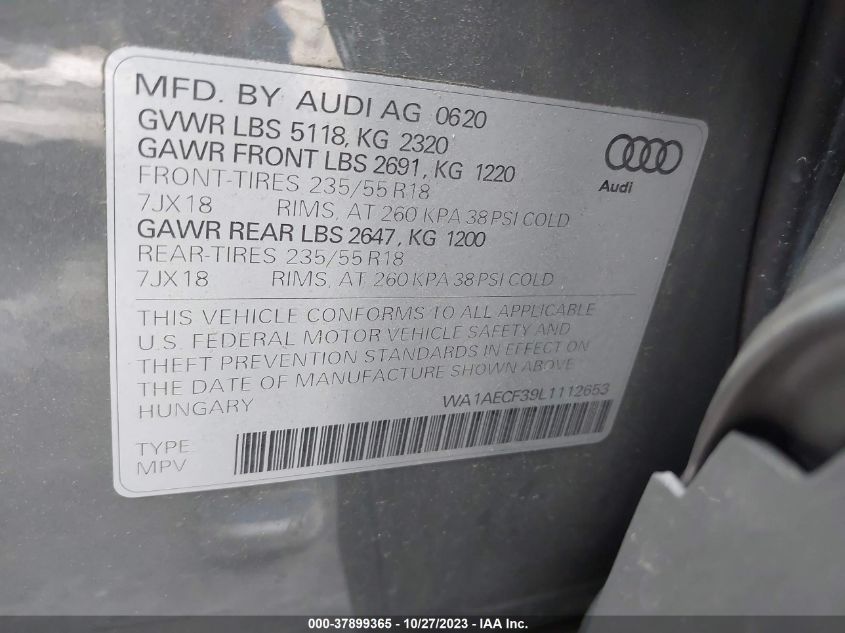 MFD. BY AUDI AG 0620
GVWR LBS 5118, KG 2320
GAWR FRONT LBS 2691, KG 1220
FRONT-TIRES 235/55 R18
7JX18 RIMS, AT 260 KPA 38 PSI COLD
GAWR REAR LBS 2647, KG 1200
REAR-TIRES 235/55 R18
7JX18 RIMS, AT 260 KPA 38 PSI COLD
Audi
THIS VEHICLE CONFORMS TO ALL APPLICABLE
U.S. FEDERAL MOTOR VEHICLE SAFETY AND
THEFT PREVENTION STANDARDS IN EFFECT ON
THE DATE OF MANUFACTURE SHOWN ABOVE
HUNGARY WA1AECF39L1112653
TYPE
MPV
000-37899365 - 10/27/2023 - IAA Inc.